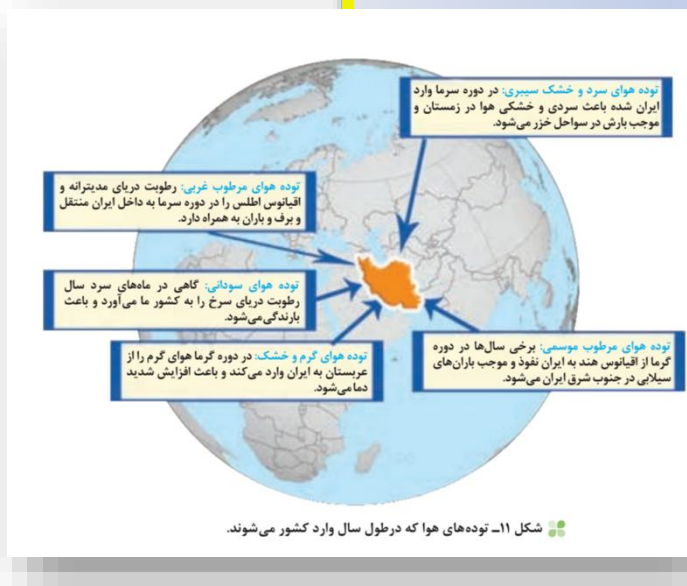 توده هوای سرد و خشک سیبری: در دوره سرما وارد
ایران شده باعث سردی و خشکی هوا در زمستان و
موجب بارش در سواحل خزر می‌شود.
توده هوای مرطوب غربی: رطوبت دریای مدیترانه و
اقیانوس اطلس را در دوره سرما به داخل ایران منتقل
و برف و باران به همراه دارد.
توده هوای سودانی: گاهی در ماه‌های سرد سال
رطوبت دریای سرخ را به کشور ما می‌آورد و باعث
بارندگی می‌شود.
توده هوای گرم و خشک: در دوره گرما هوای گرم را از
عربستان به ایران وارد می‌کند و باعث افزایش شدید
دما می‌شود.
توده هوای مرطوب موسمی: برخی سال‌ها در دوره
گرما از اقیانوس هند به ایران نفوذ و موجب باران‌های
سیلابی در جنوب شرق ایران می‌شود.
شکل ۱۱ــ توده‌های هوا که درطول سال وارد کشور می‌شوند.